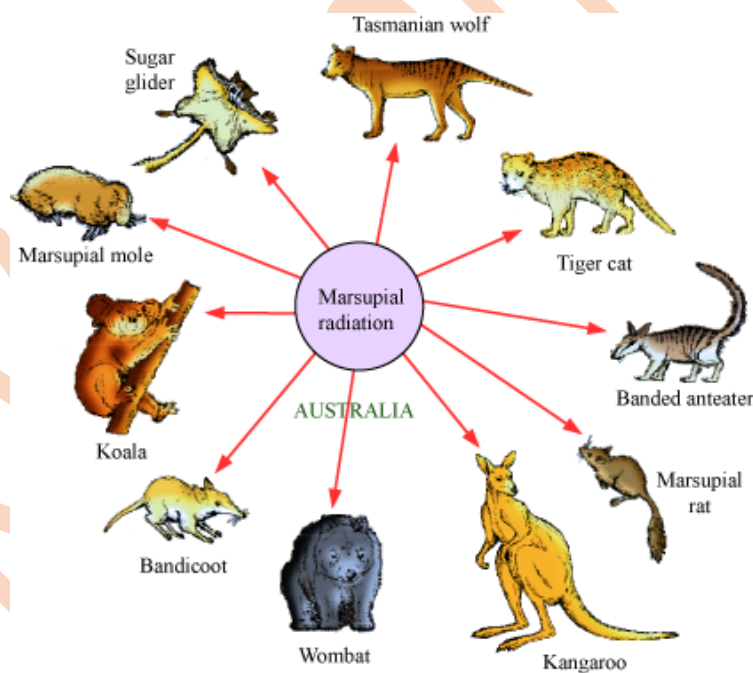 Tasmanian wolf
Sugar
glider
Tiger cat
Marsupial mole
Marsupial
radiation
Banded anteater
AUSTRALIA
Koala
Marsupial
rat
Bandicoot
Wombat
Kangaroo